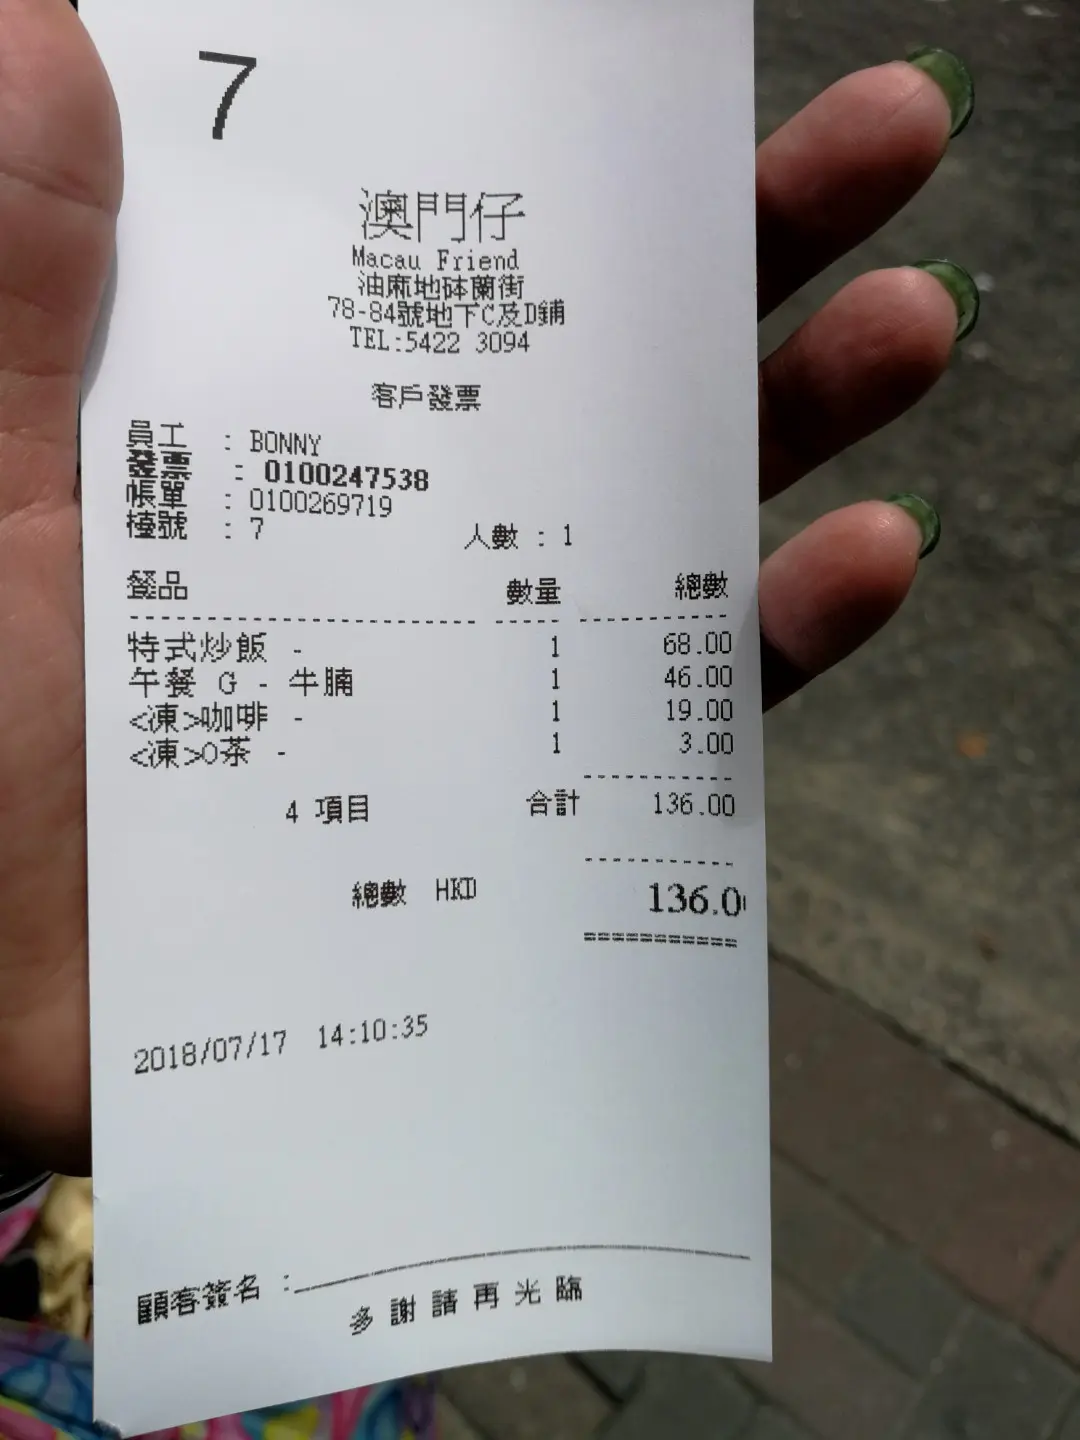 7
澳門仔
Macau Friend
油麻地砵蘭街
78-84號地下C及D鋪
TEL:5422 3094
客戶發票
員工 : BONNY
發票 : 0100247538
帳單 : 0100269719
檯號 : 7 人數 : 1
餐品 數量 總數
特式炒飯 - 1 68.00
午餐 G - 牛腩 1 46.00
<凍>咖啡 - 1 19.00
<凍>O茶 - 1 3.00
4 項目 合計 136.00
總數 HKD 136.00
2018/07/17 14:10:35
顧客簽名 :
多謝請再光臨